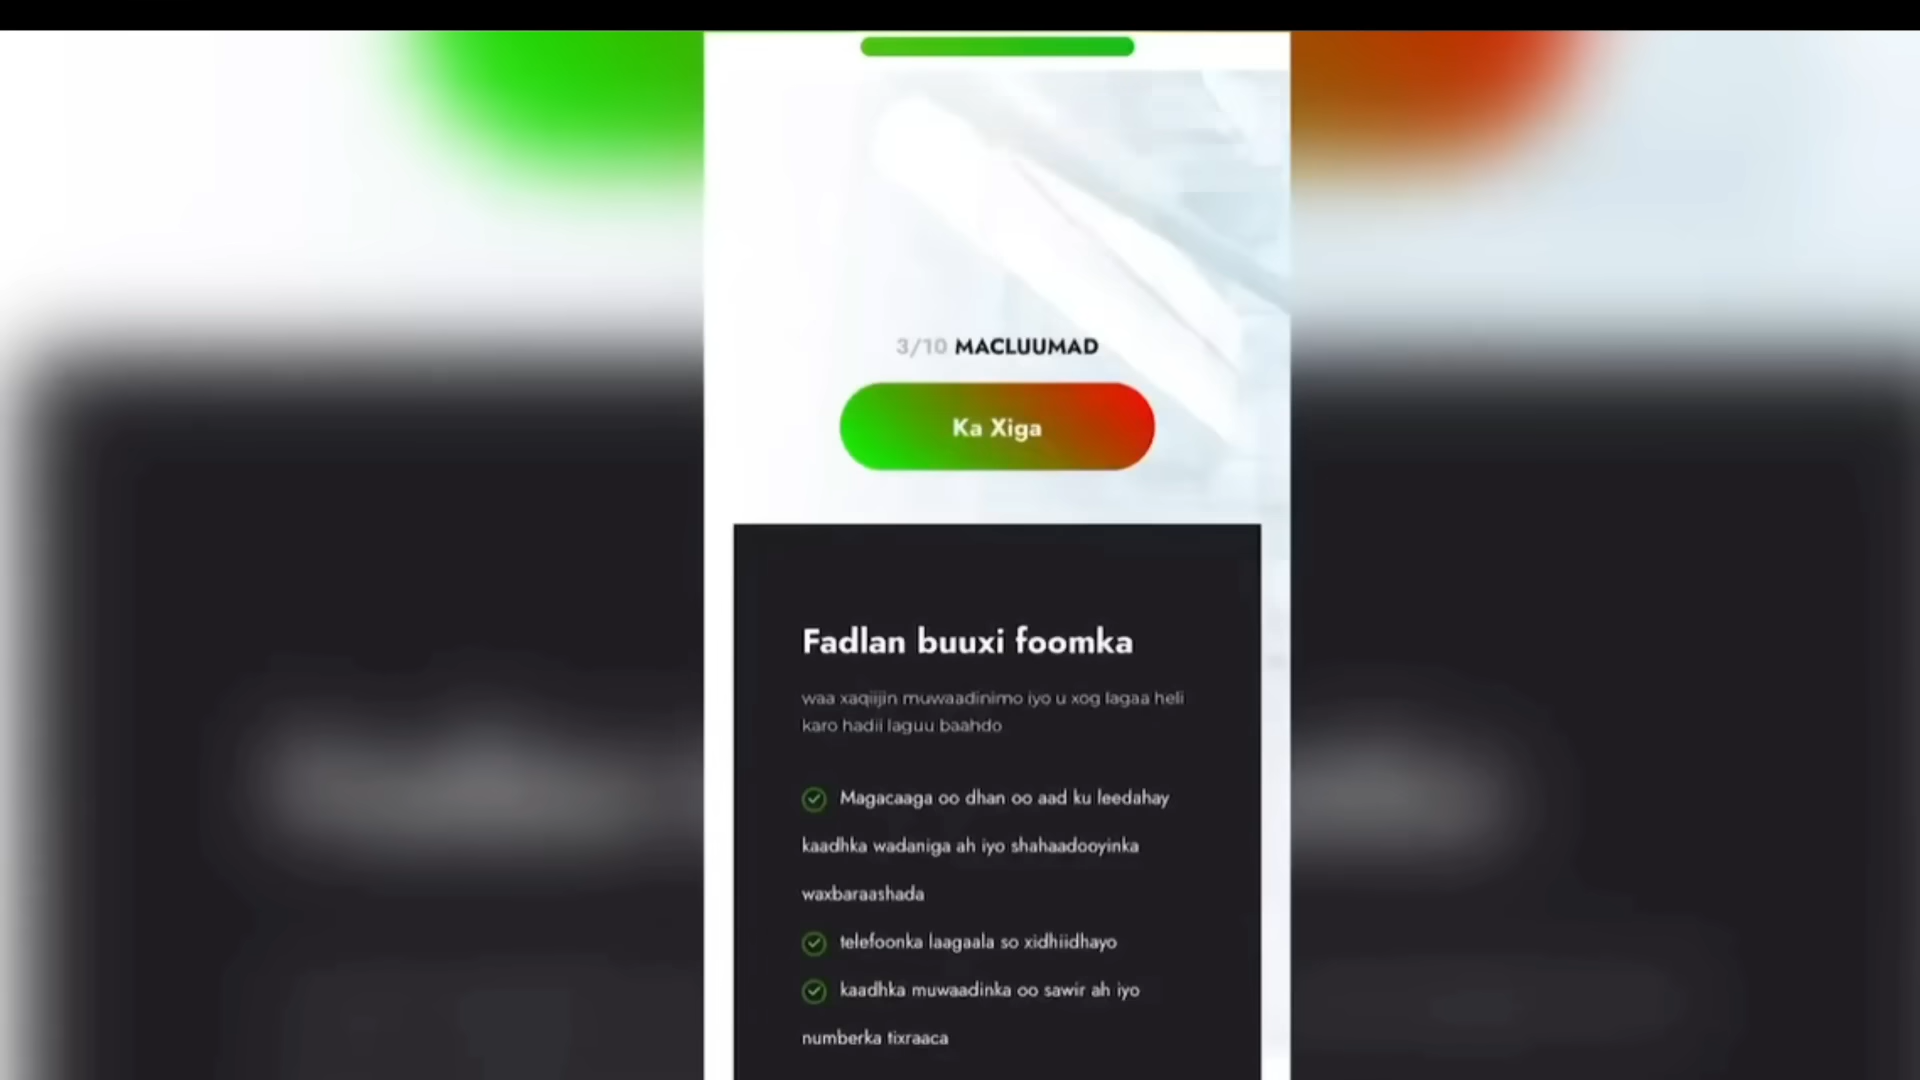 3/10 MACLUUMAD
Ka Xiga
Fadlan buuxi foomka
waa xaqiijin muwaadinimo iyo u xog lagaa heli
karo hadii laguu baahdo
Magacaaga oo dhan oo aad ku leedahay
kaadhka wadaniga ah iyo shahaadooyinka
waxbaraashada
telefoonka laagaala so xidhiidhayo
kaadhka muwaadinka oo sawir ah iyo
numberka tixraaca